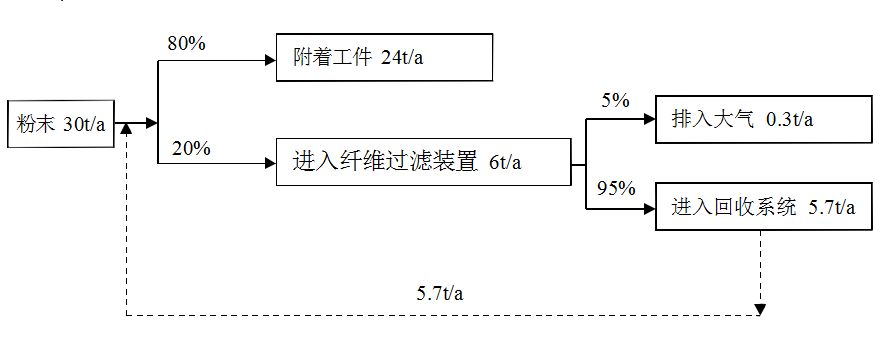 80%
附着工件 24t/a
粉末 30t/a
20%
进入纤维过滤装置 6t/a
5%
排入大气 0.3t/a
95%
进入回收系统 5.7t/a
5.7t/a